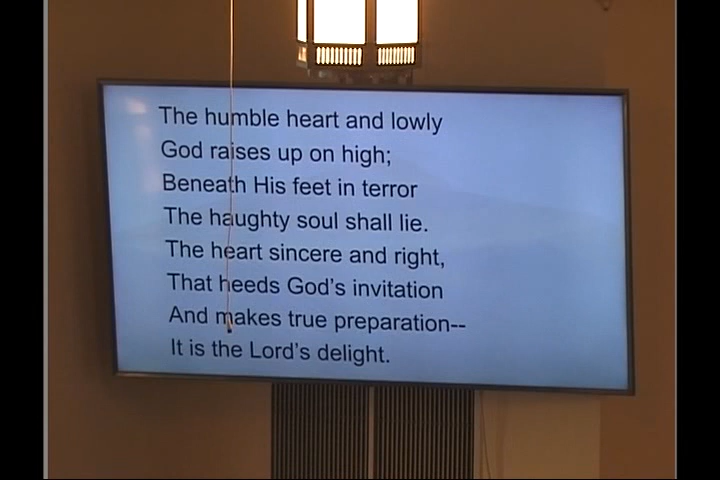 The humble heart and lowly
God raises up on high;
Beneath His feet in terror
The haughty soul shall lie.
The heart sincere and right,
That heeds God's invitation
And makes true preparation--
It is the Lord's delight.